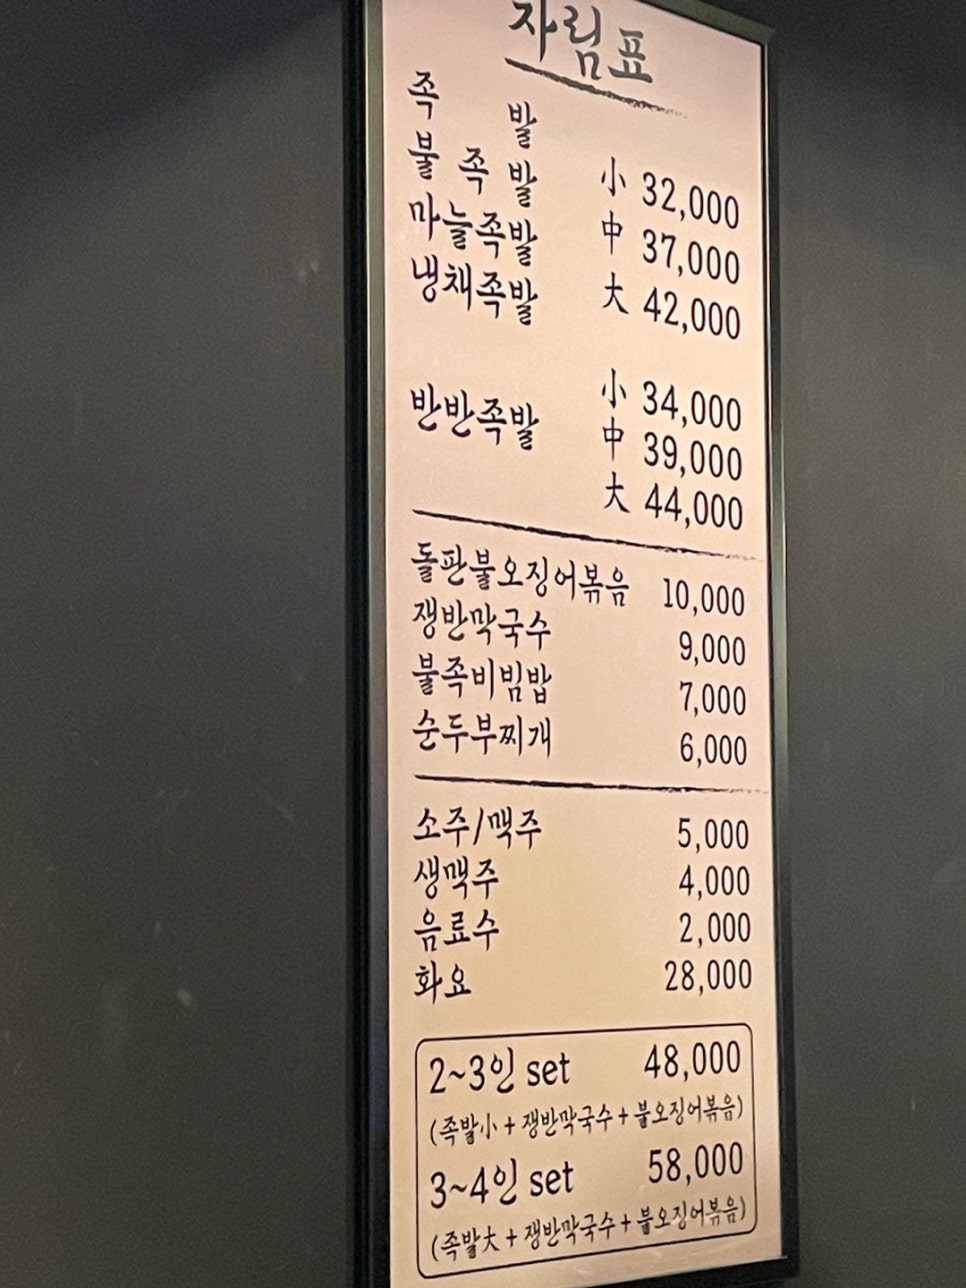 차림표
족 발
불 족 발
마늘족발
냉채족발
小 32,000
中 37,000
大 42,000
반반족발
小 34,000
中 39,000
大 44,000
돌판불오징어볶음 10,000
쟁반막국수 9,000
불족비빔밥 7,000
순두부찌개 6,000
소주/맥주 5,000
생맥주 4,000
음료수 2,000
화요 28,000
2~3인 set 48,000
(족발小 + 쟁반막국수 + 불오징어볶음)
3~4인 set 58,000
(족발大 + 쟁반막국수 + 불오징어볶음)